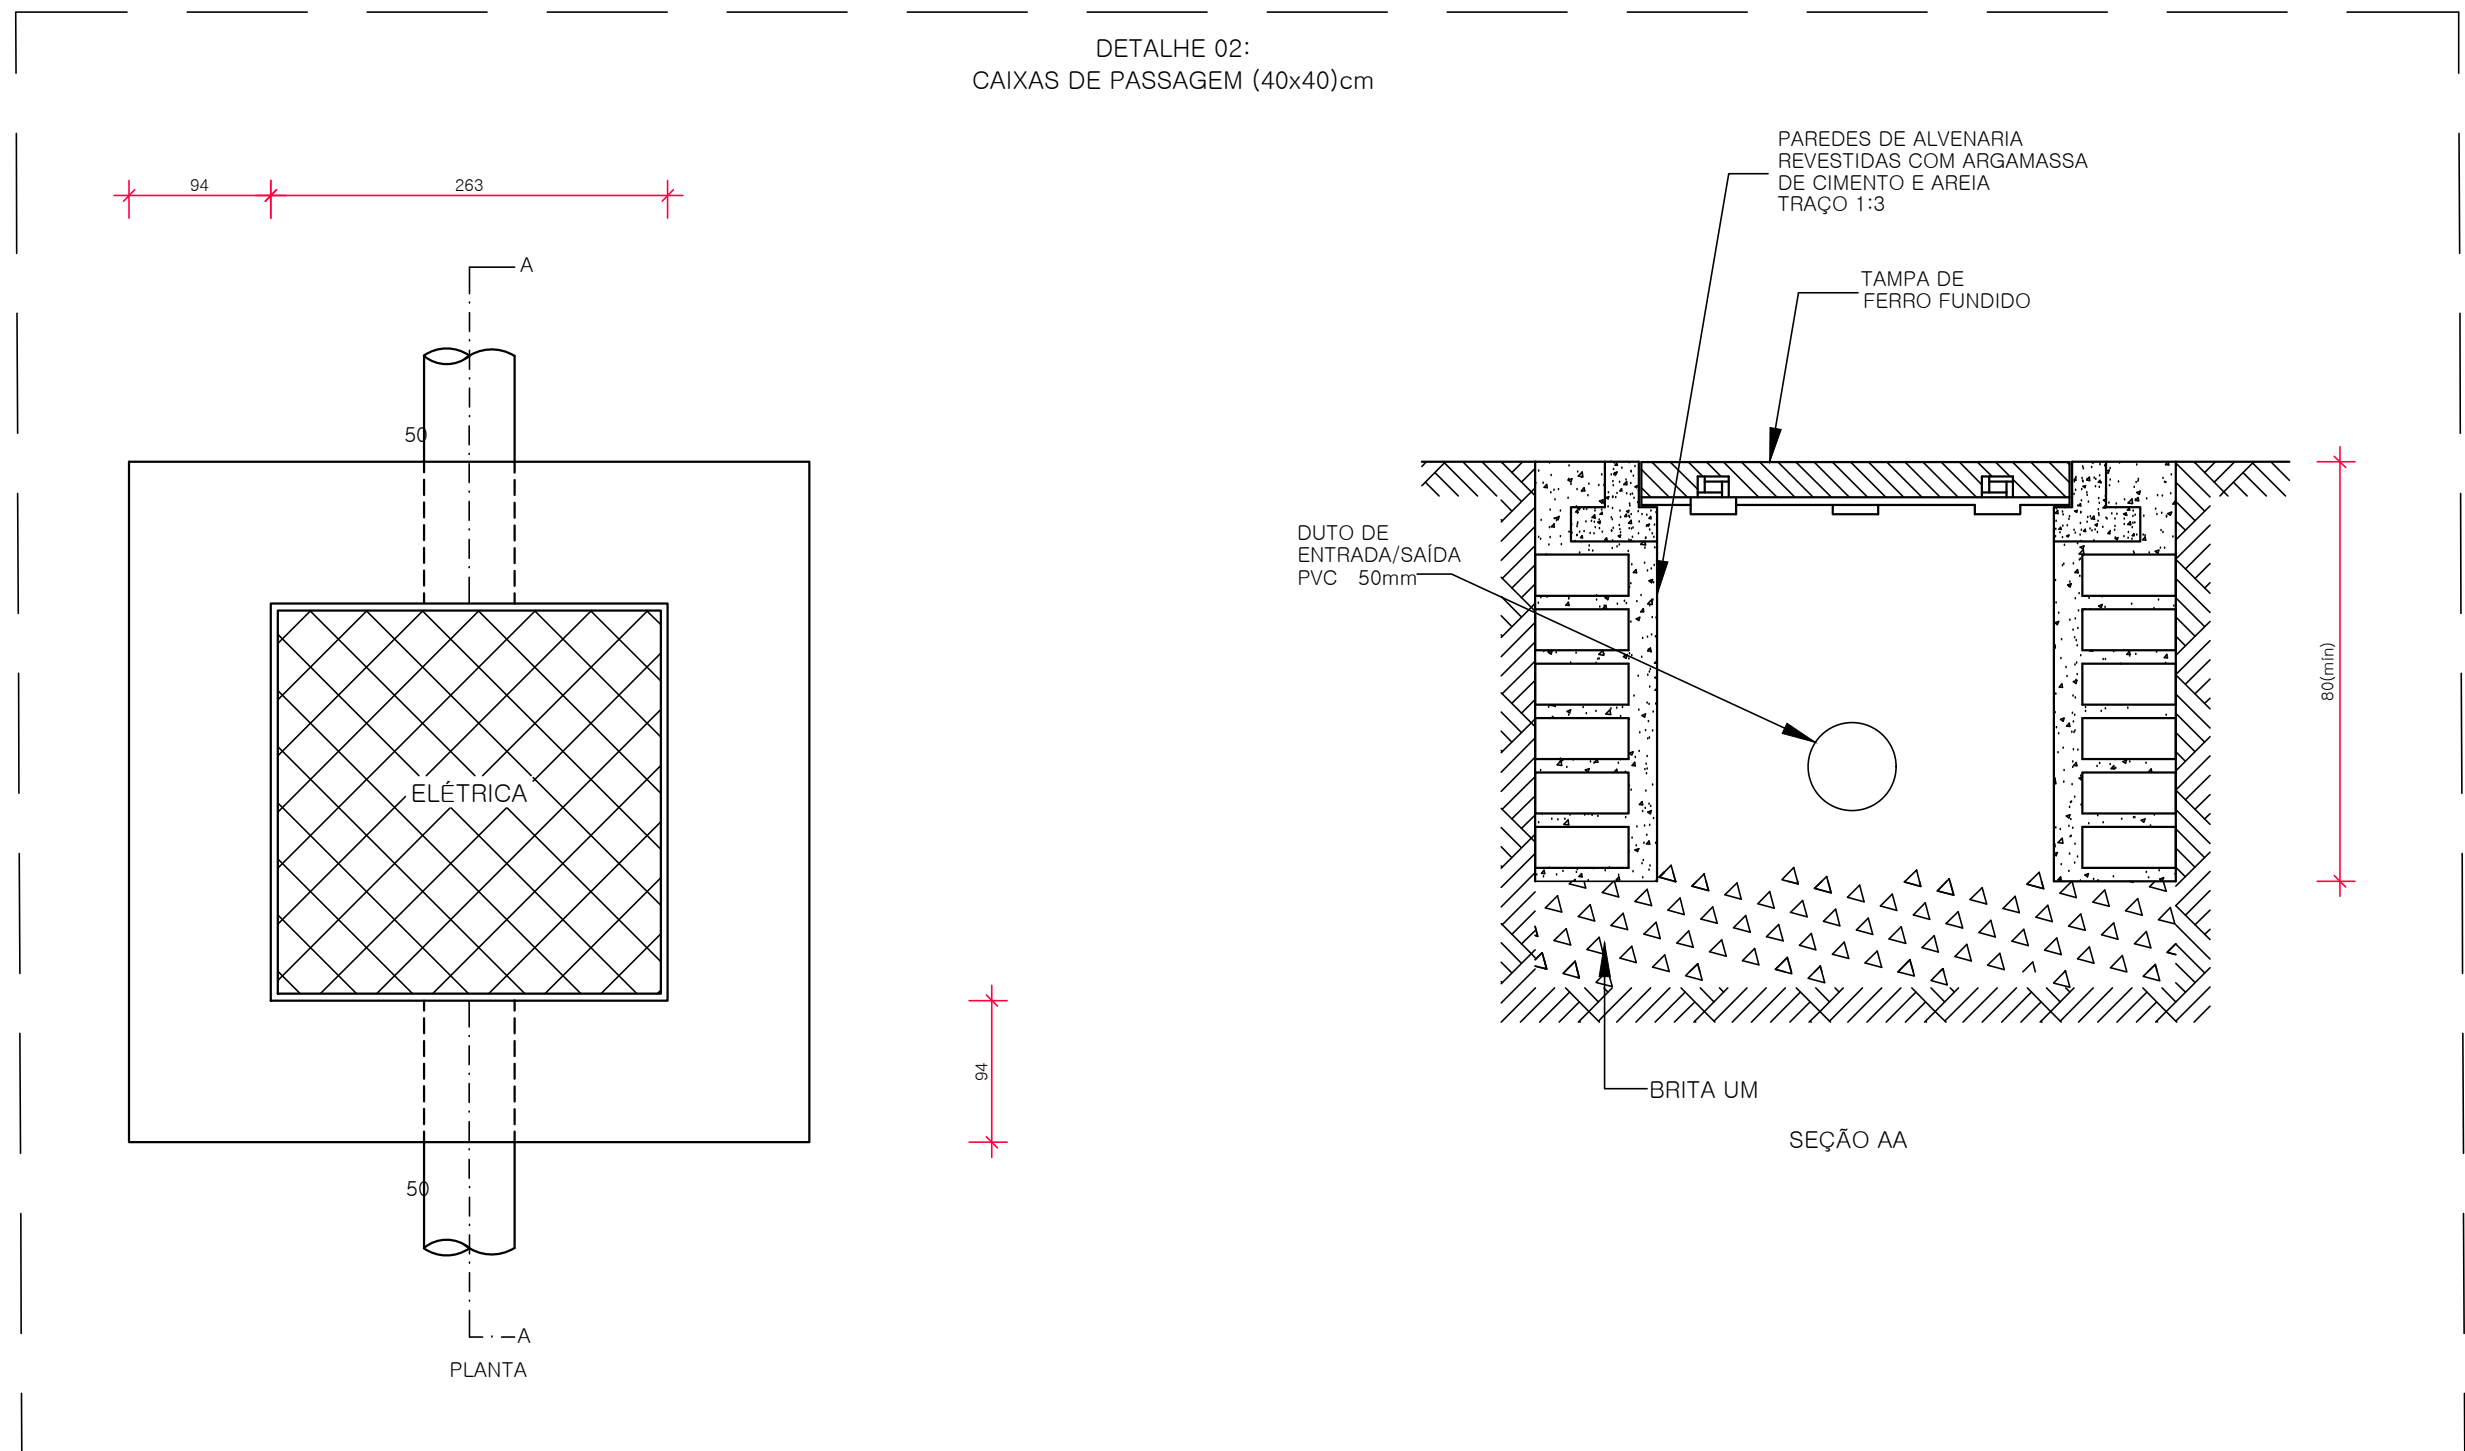 DETALHE 02:
CAIXAS DE PASSAGEM (40x40)cm
94
263
A
50
ELÉTRICA
94
50
A
PLANTA
PAREDES DE ALVENARIA
REVESTIDAS COM ARGAMASSA
DE CIMENTO E AREIA
TRAÇO 1:3
TAMPA DE
FERRO FUNDIDO
DUTO DE
ENTRADA/SAÍDA
PVC 50mm
80(mín)
BRITA UM
SEÇÃO AA